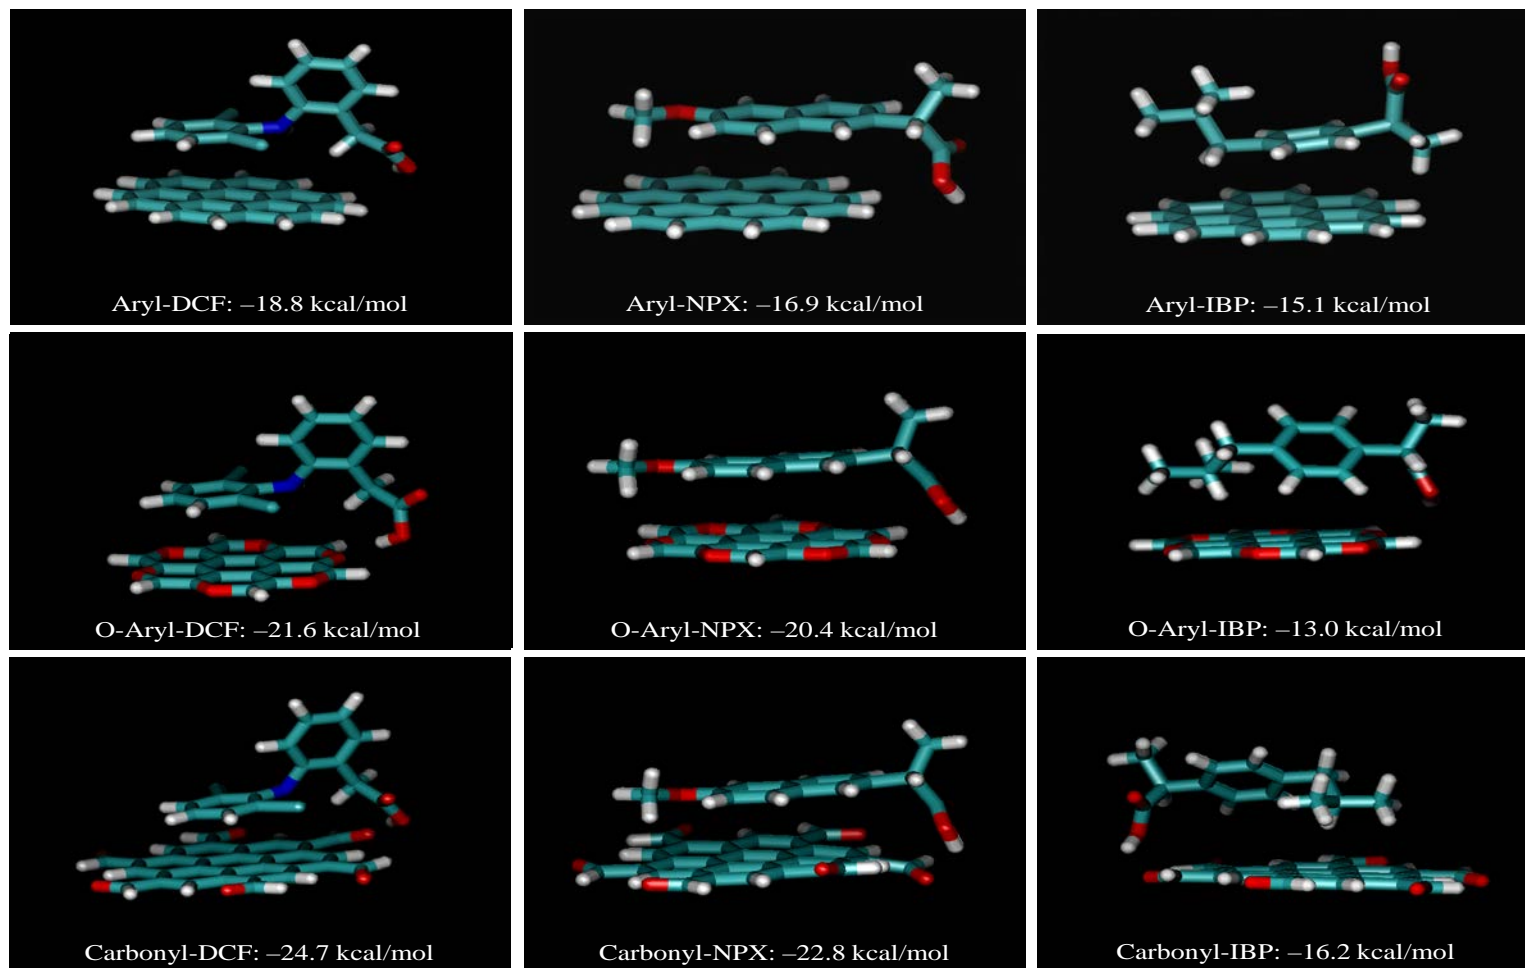 Aryl-DCF: –18.8 kcal/mol
Aryl-NPX: –16.9 kcal/mol
Aryl-IBP: –15.1 kcal/mol
O-Aryl-DCF: –21.6 kcal/mol
O-Aryl-NPX: –20.4 kcal/mol
O-Aryl-IBP: –13.0 kcal/mol
Carbonyl-DCF: –24.7 kcal/mol
Carbonyl-NPX: –22.8 kcal/mol
Carbonyl-IBP: –16.2 kcal/mol